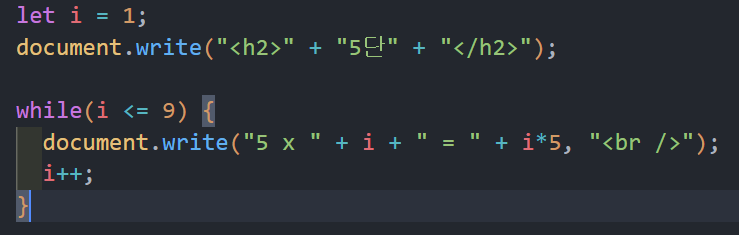 let i = 1;
document.write("<h2>" + "5단" + "</h2>");
while(i <= 9) {
document.write("5 x " + i + " = " + i*5, "<br />");
i++;
}